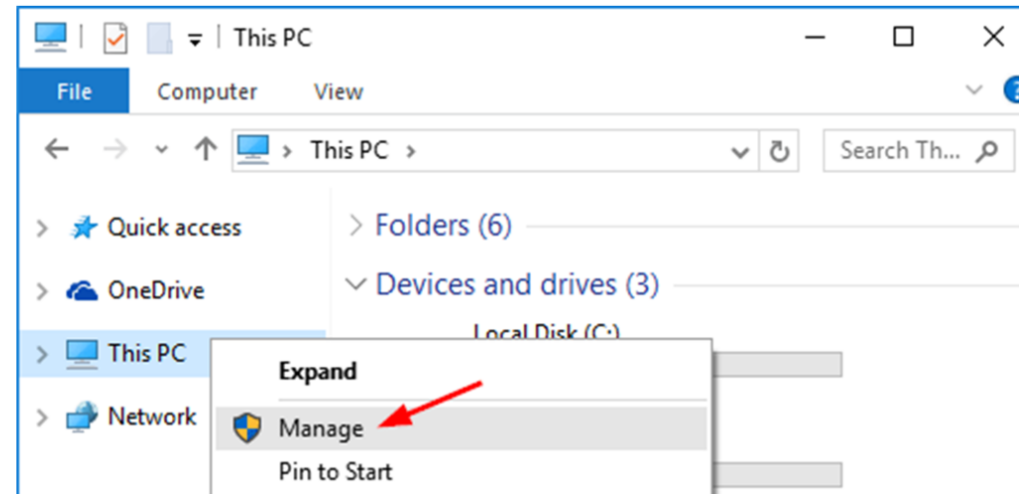 This PC
File Computer View
This PC
Search Th...
Quick access
Folders (6)
OneDrive
Devices and drives (3)
Local Disk (C:)
This PC
Expand
Network
Manage
Pin to Start